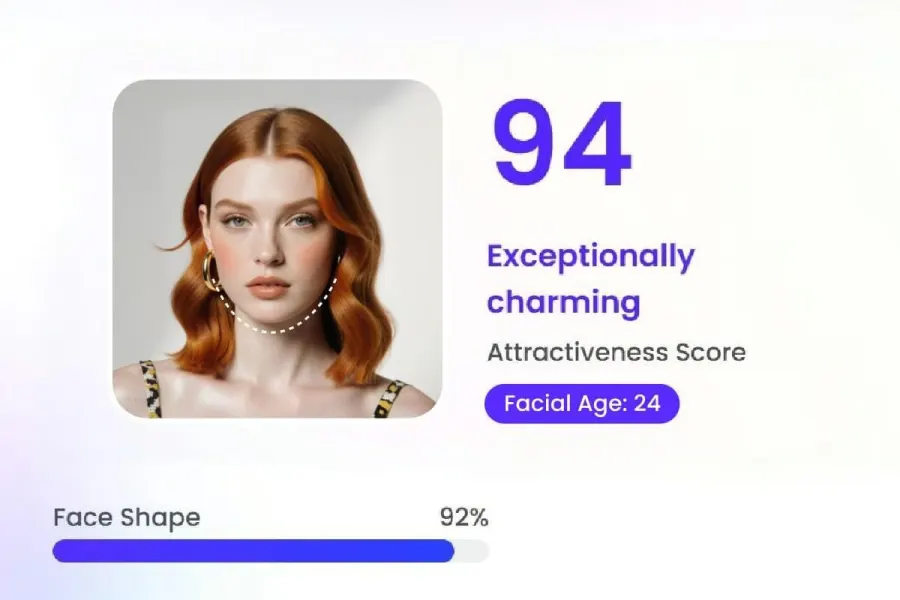 94
Exceptionally
charming
Attractiveness Score
Facial Age: 24
Face Shape 92%